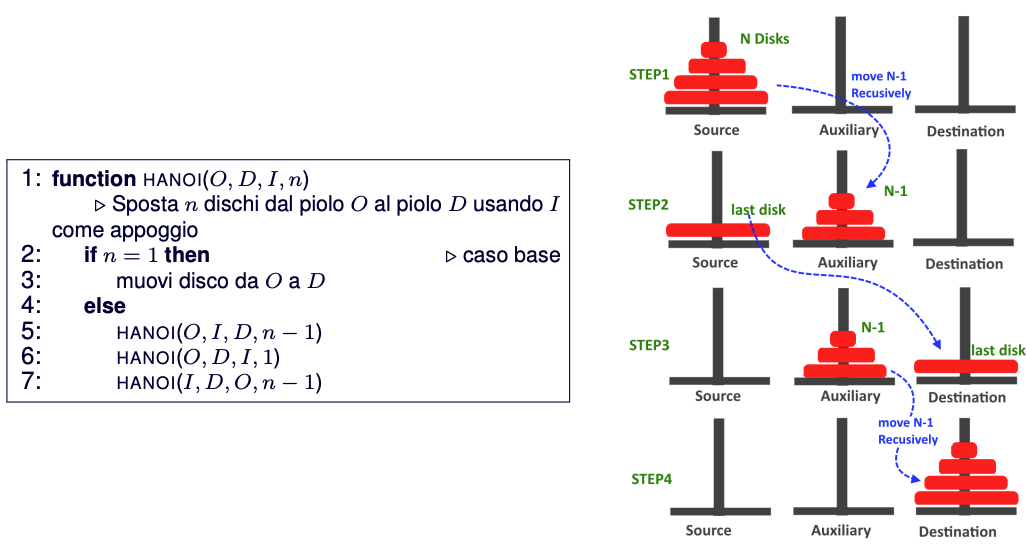 1: function HANOI(O, D, I, n)
▷ Sposta n dischi dal piolo O al piolo D usando I
come appoggio
2: if n = 1 then ▷ caso base
3: muovi disco da O a D
4: else
5: HANOI(O, I, D, n − 1)
6: HANOI(O, D, I, 1)
7: HANOI(I, D, O, n − 1)
N Disks
STEP1
move N-1
Recusively
Source Auxiliary Destination
STEP2
last disk
N-1
Source Auxiliary Destination
STEP3
N-1
last disk
Source Auxiliary Destination
move N-1
Recusively
STEP4
Source Auxiliary Destination